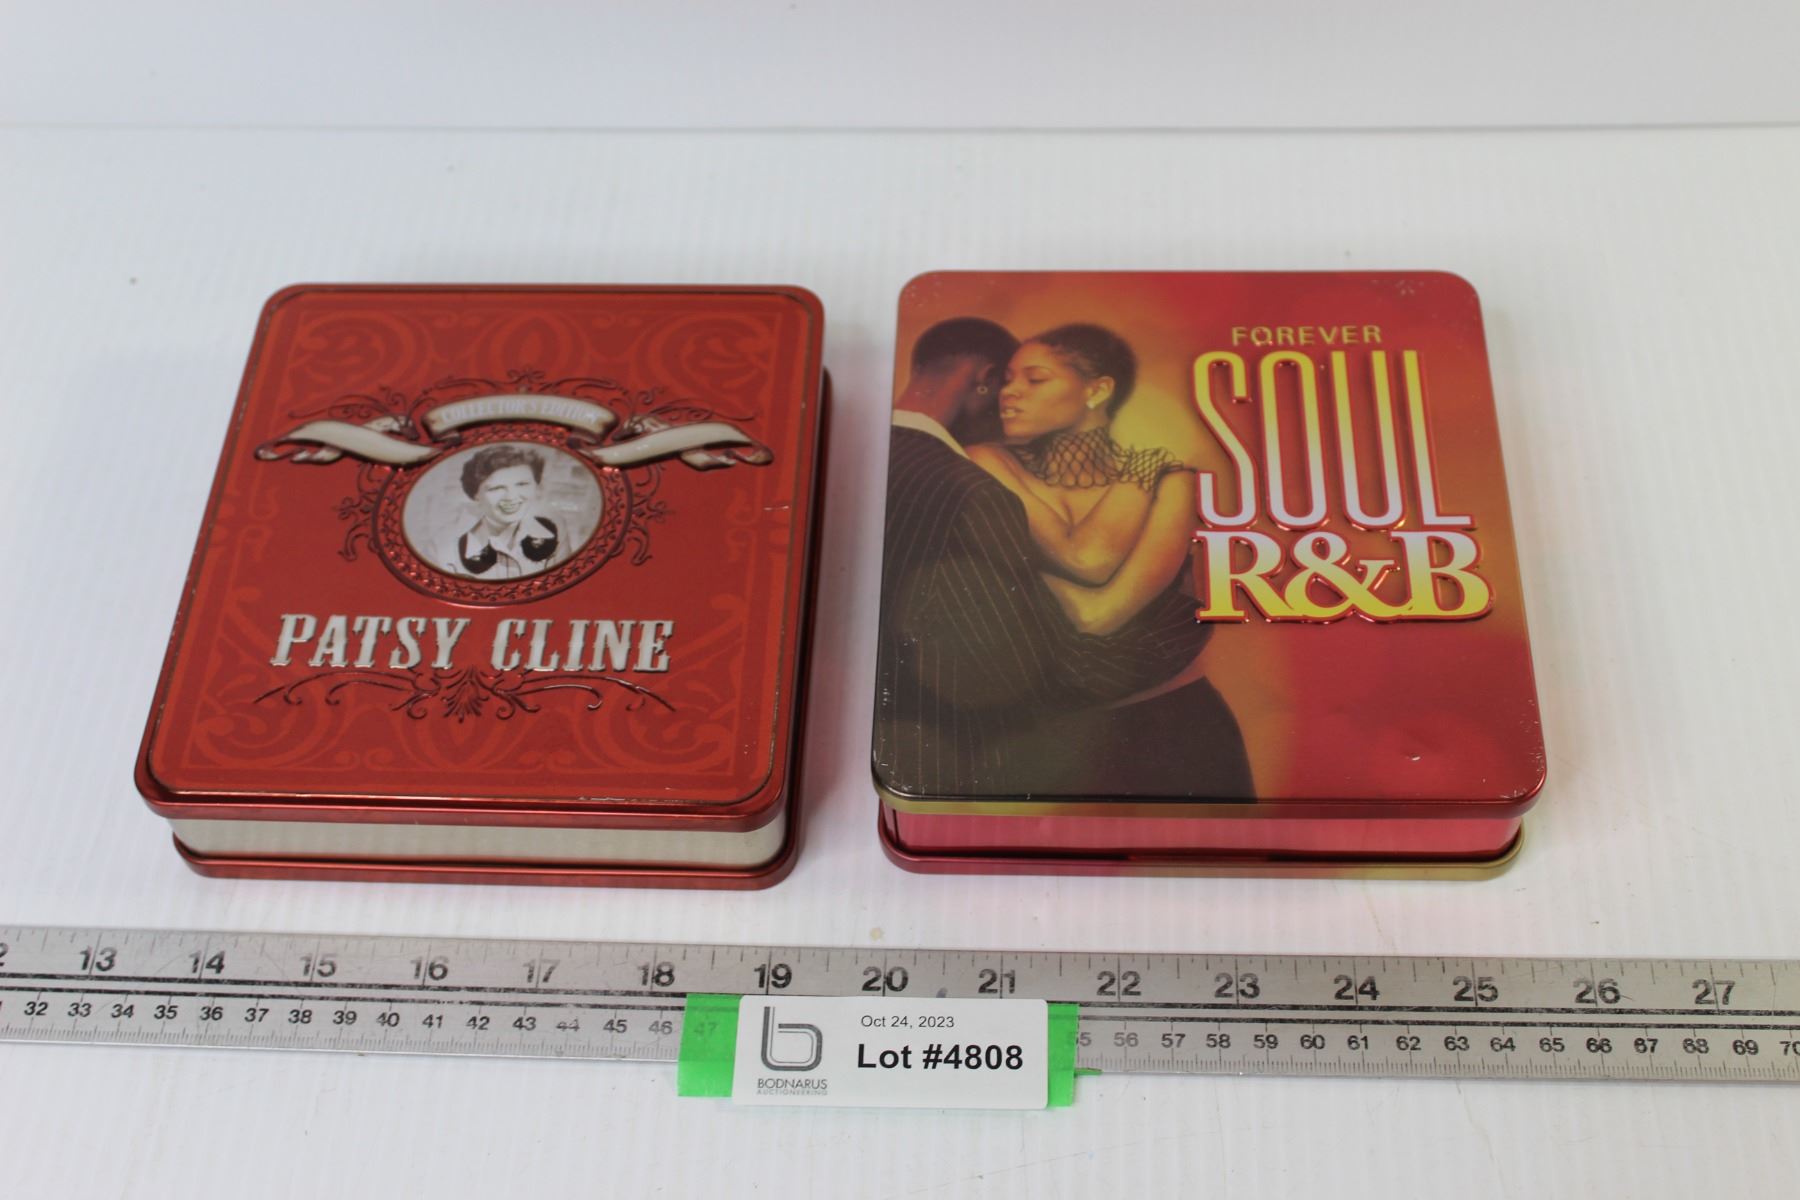 COLLECTOR'S EDITION
PATSY CLINE
FOREVER
SOUL
R&B
2 13 14 15 16 17 18 19 20 21 22 23 24 25 26 27
32 33 34 35 36 37 38 39 40 41 42 43 44 45 46 47 55 56 57 58 59 60 61 62 63 64 65 66 67 68 69 70
Oct 24, 2023
Lot #4808
BODNARUS
AUCTIONEERING